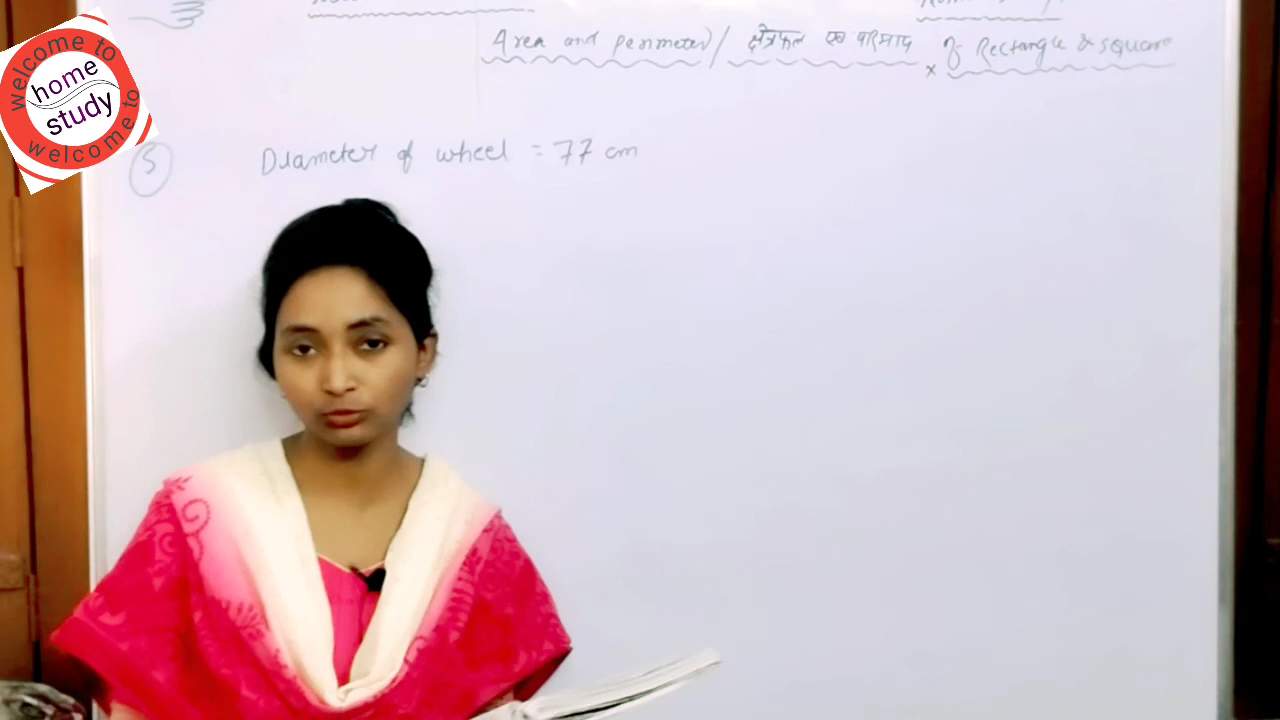 Area and perimeter / क्षेत्रफल एवं परिमाप of Rectangle & square
welcome to
home
study
welcome to
5 Diameter of wheel = 77 cm